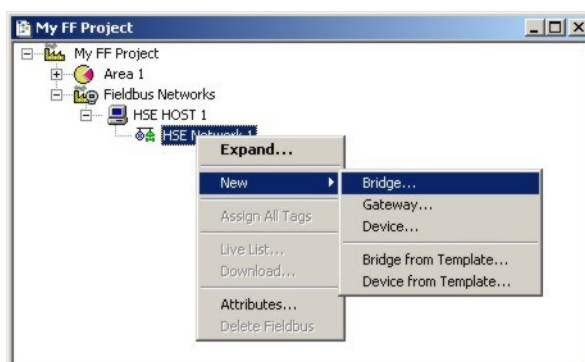 My FF Project
My FF Project
Area 1
Fieldbus Networks
HSE HOST 1
HSE Network 1
Expand...
New
Assign All Tags
Live List...
Download...
Attributes...
Delete Fieldbus
Bridge...
Gateway...
Device...
Bridge from Template...
Device from Template...